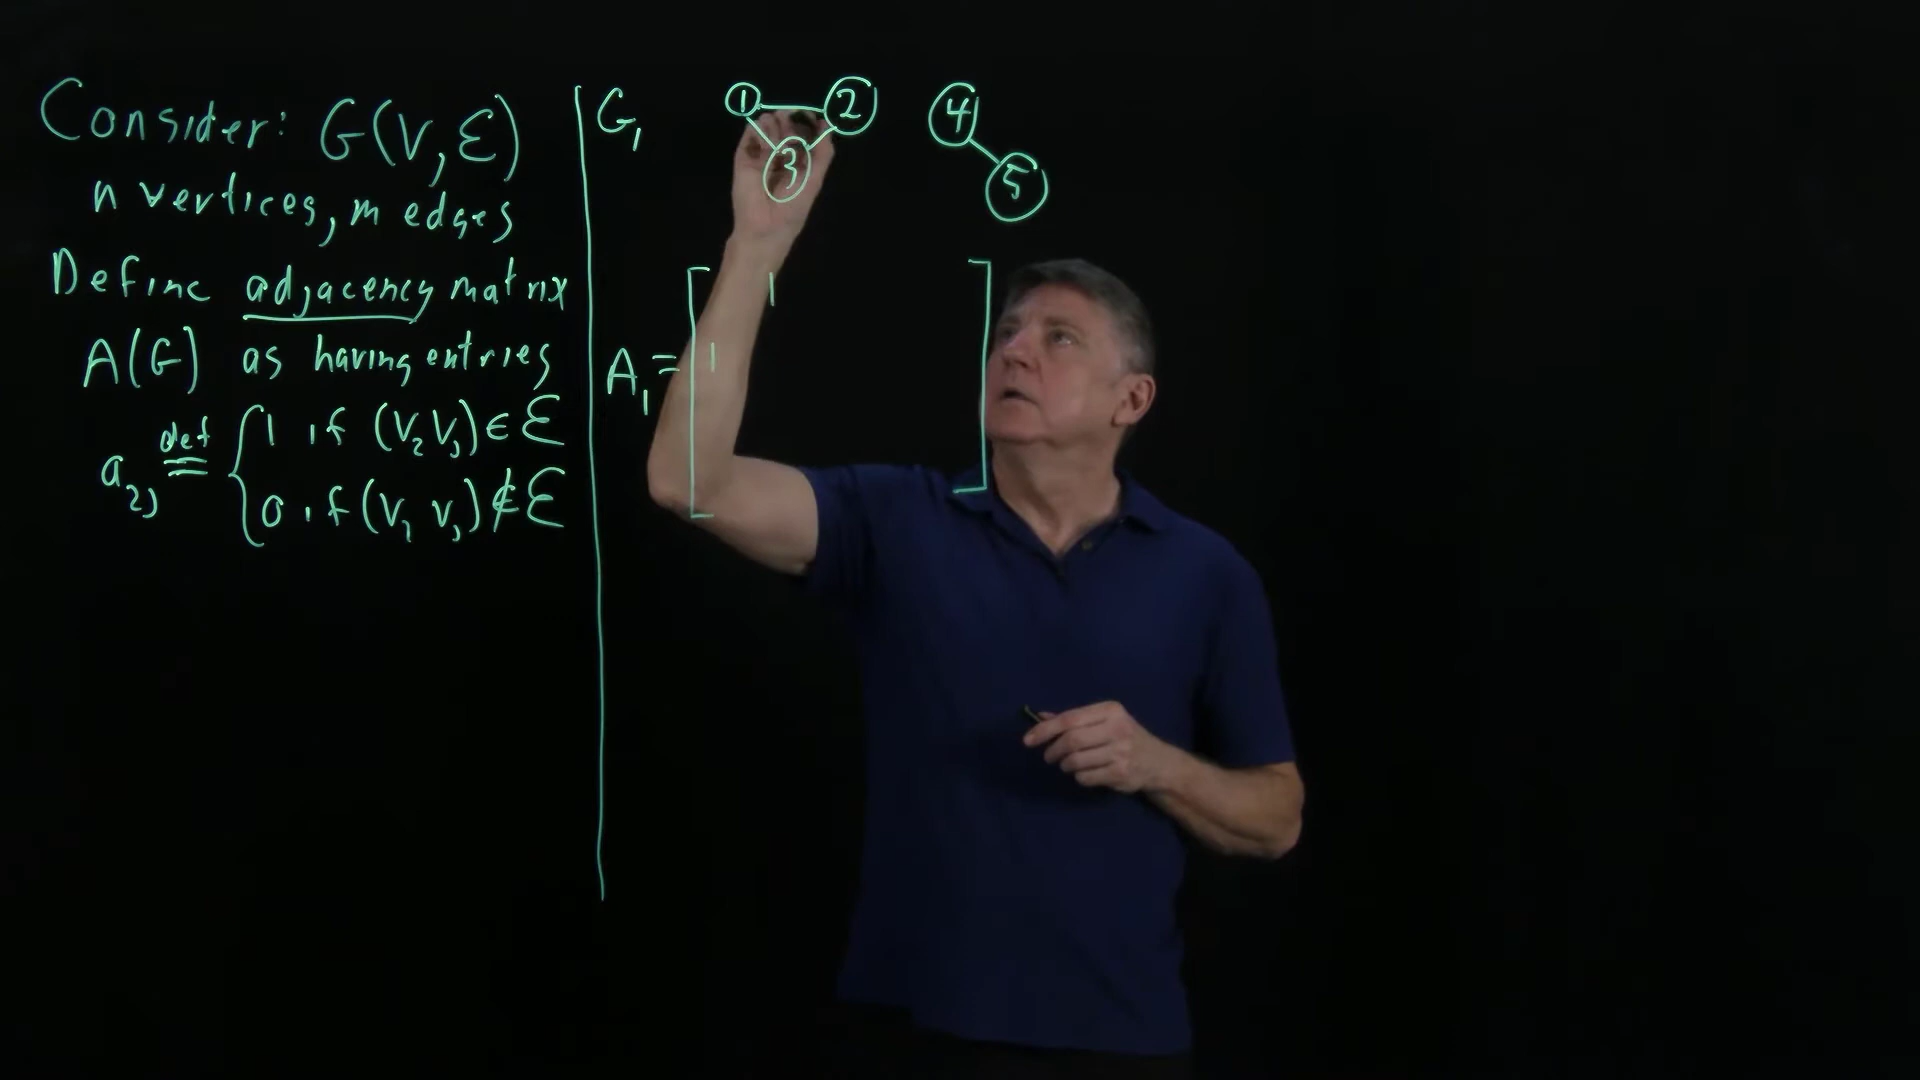 Consider: G(V, E)
n vertices, m edges
Define adjacency matrix
A(G) as having entries
a_ij def= { 1 if (v_i v_j) ∈ E
0 if (v_i v_j) ∉ E
G_1
1 2 4
3 5
A_1 = [ 1
1 ]